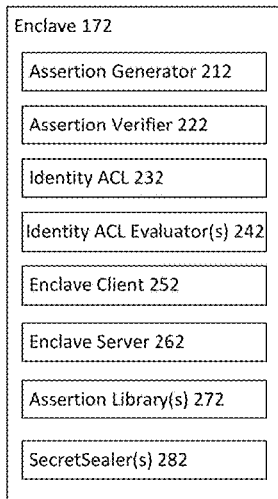 Enclave 172
Assertion Generator 212
Assertion Verifier 222
Identity ACL 232
Identity ACL Evaluator(s) 242
Enclave Client 252
Enclave Server 262
Assertion Library(s) 272
SecretSealer(s) 282